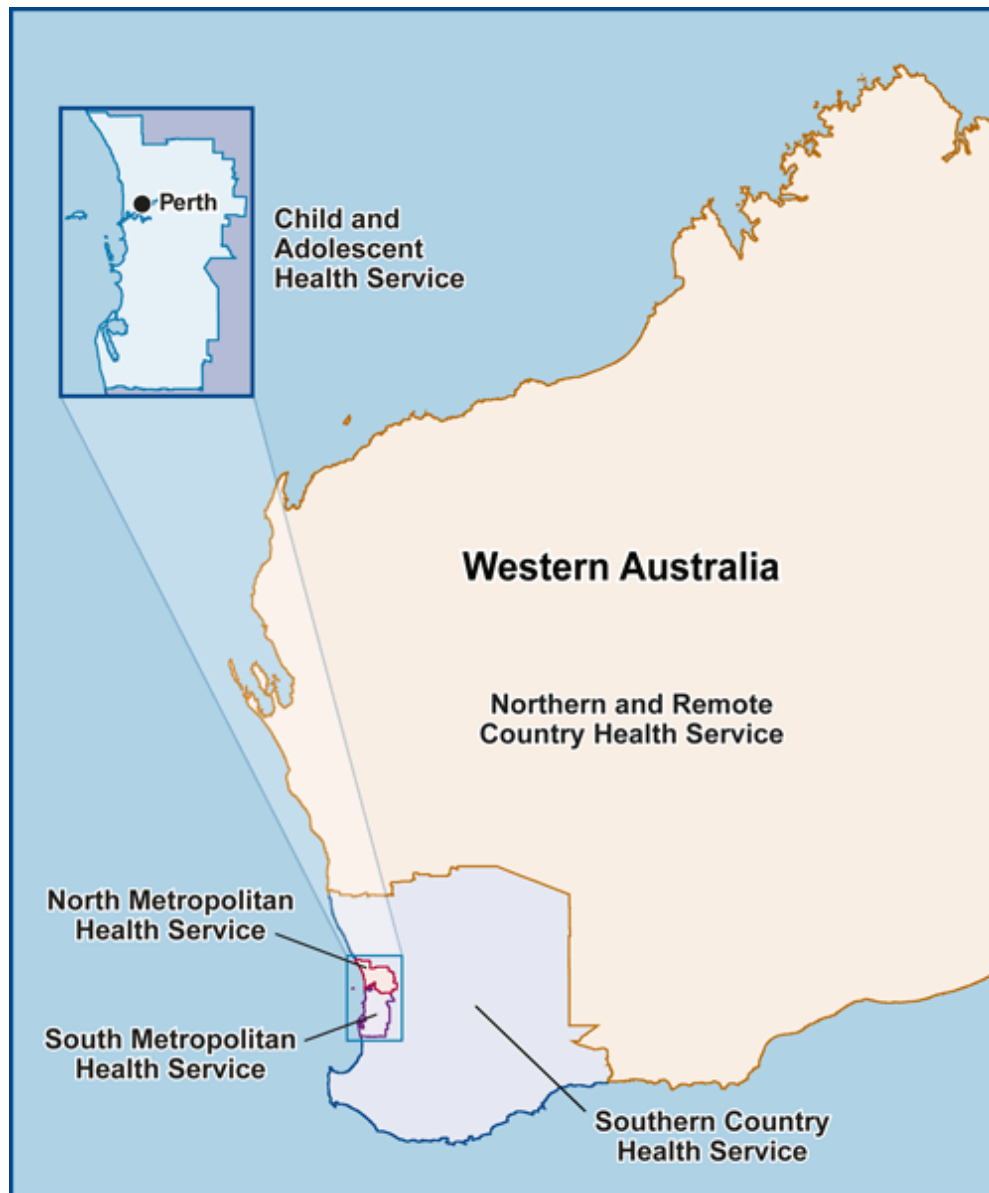 Perth
Child and
Adolescent
Health Service
Western Australia
Northern and Remote
Country Health Service
North Metropolitan
Health Service
South Metropolitan
Health Service
Southern Country
Health Service